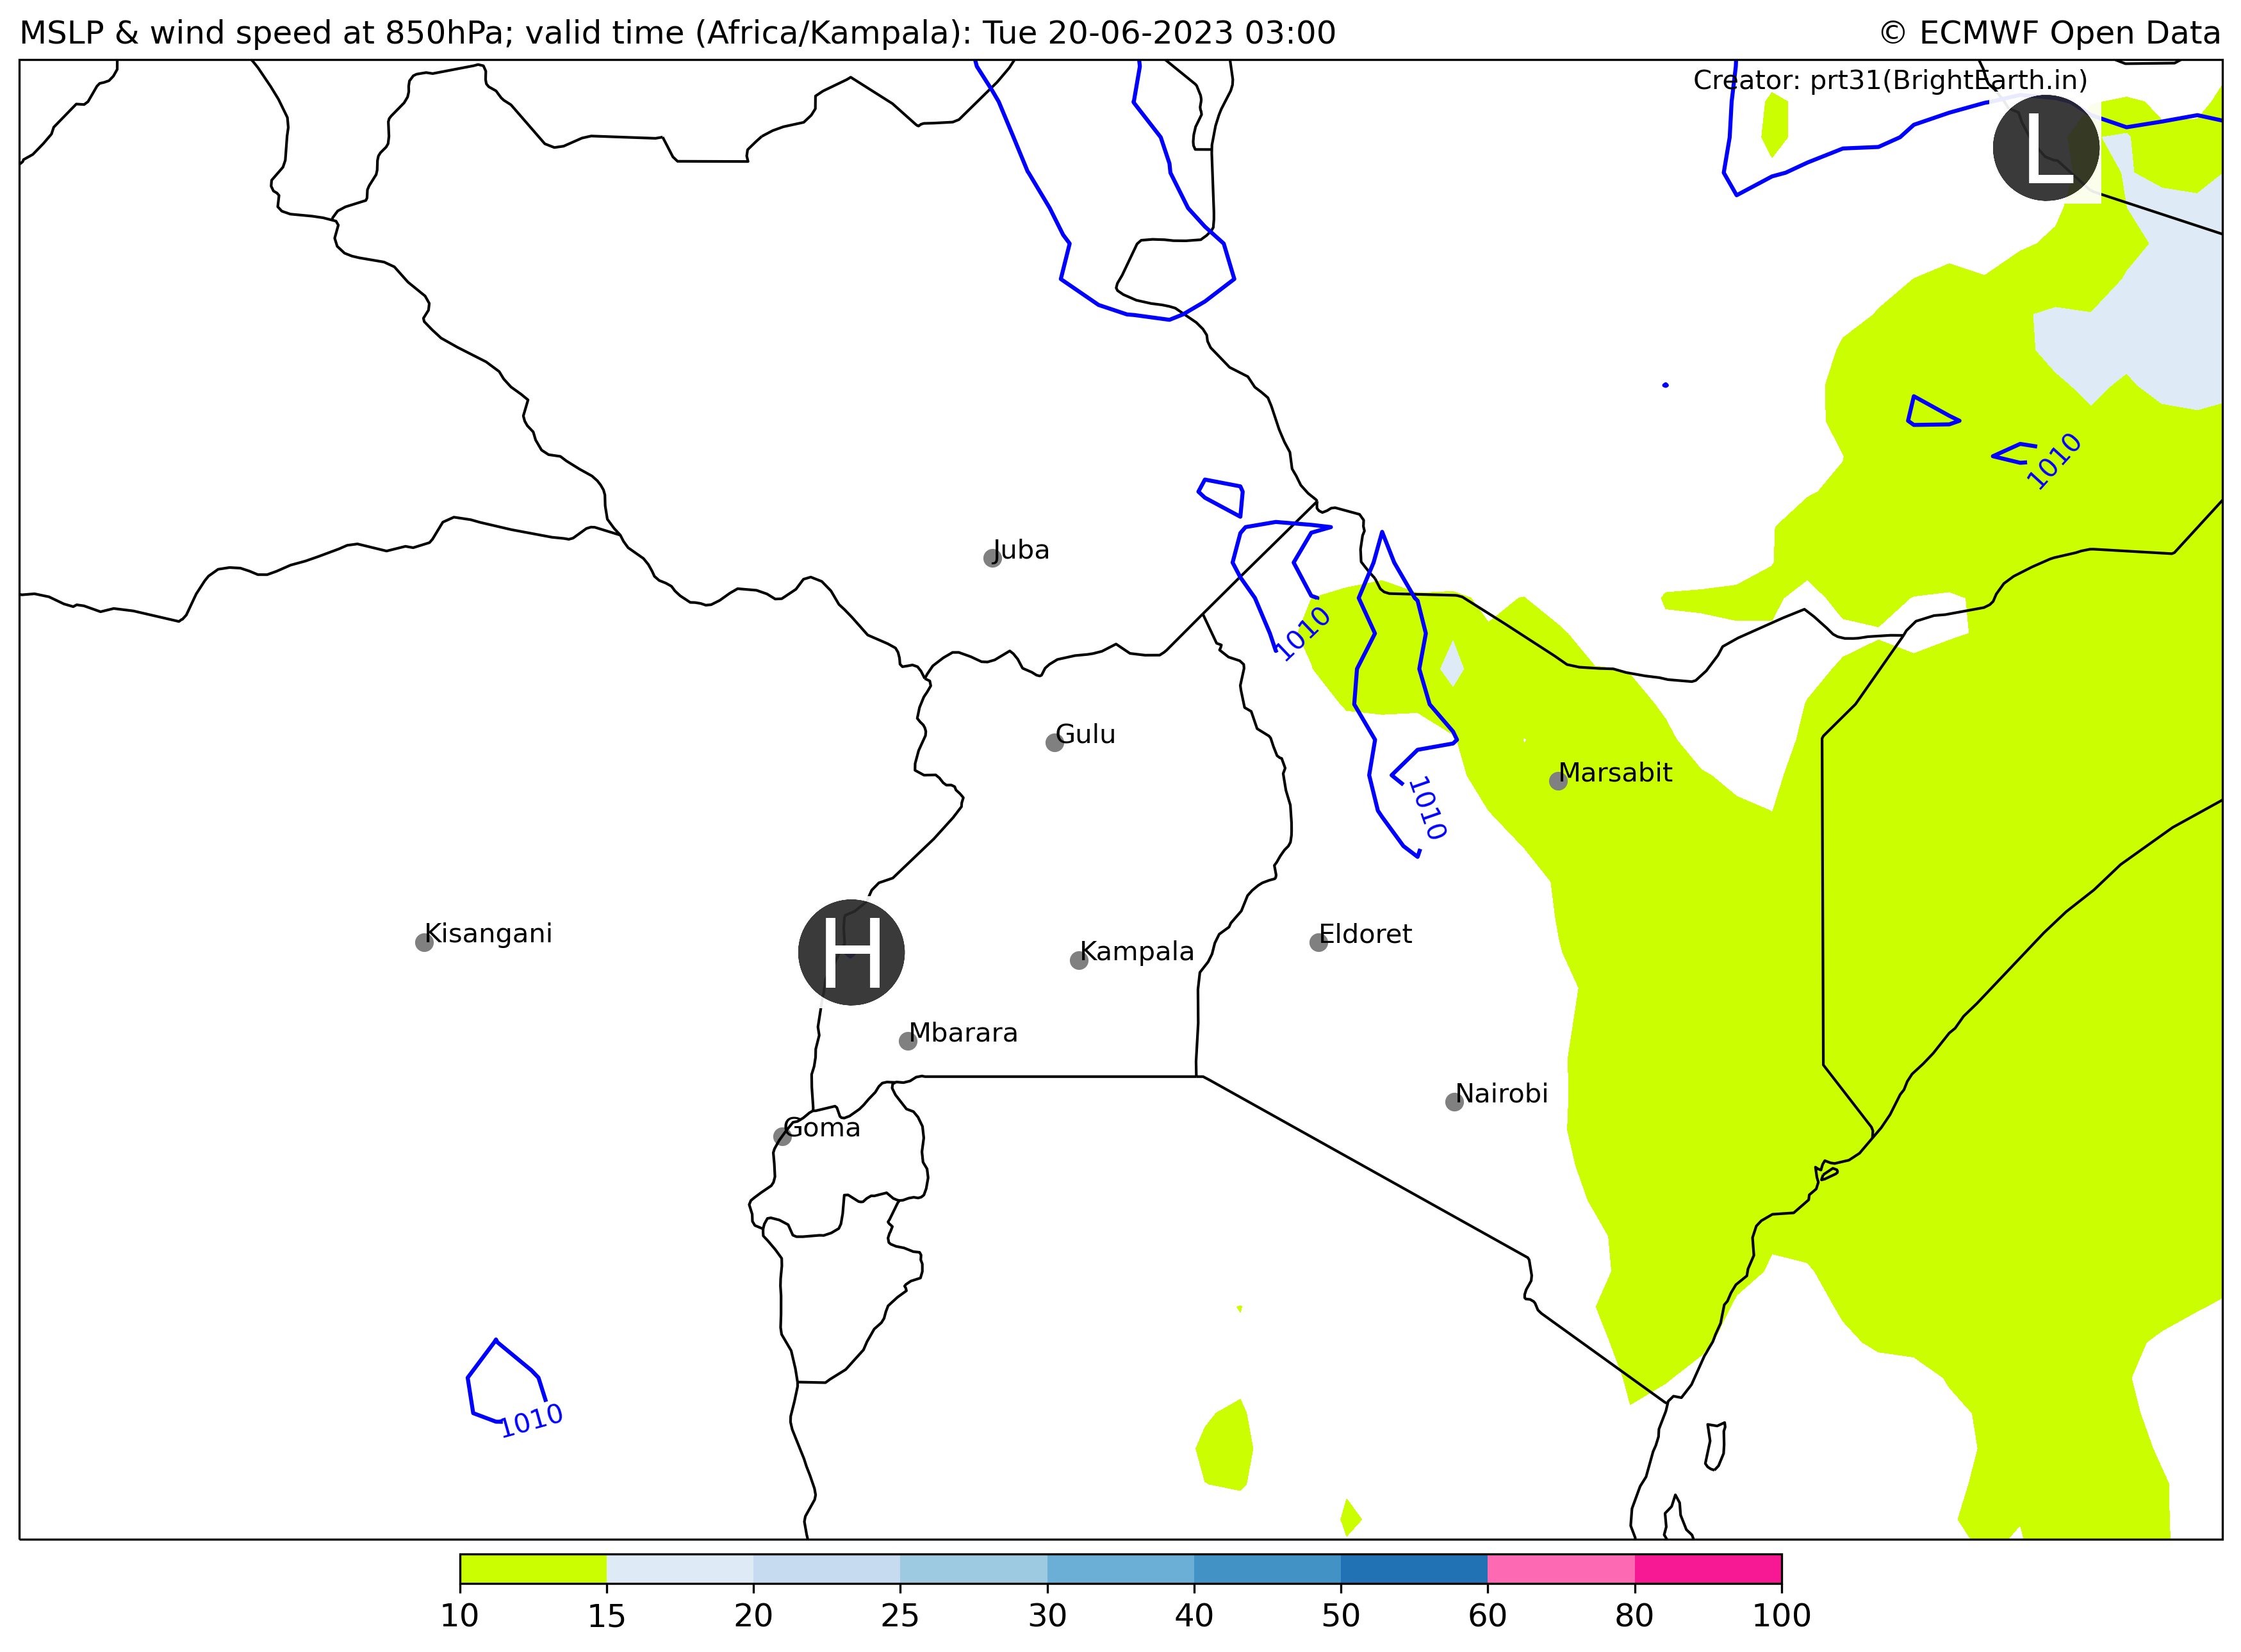 MSLP & wind speed at 850hPa; valid time (Africa/Kampala): Tue 20-06-2023 03:00
© ECMWF Open Data
Creator: prt31(BrightEarth.in)
L
1010
Juba
1010
Gulu
Marsabit
1010
Kisangani
H
Kampala
Eldoret
Mbarara
Nairobi
Goma
1010
10 15 20 25 30 40 50 60 80 100